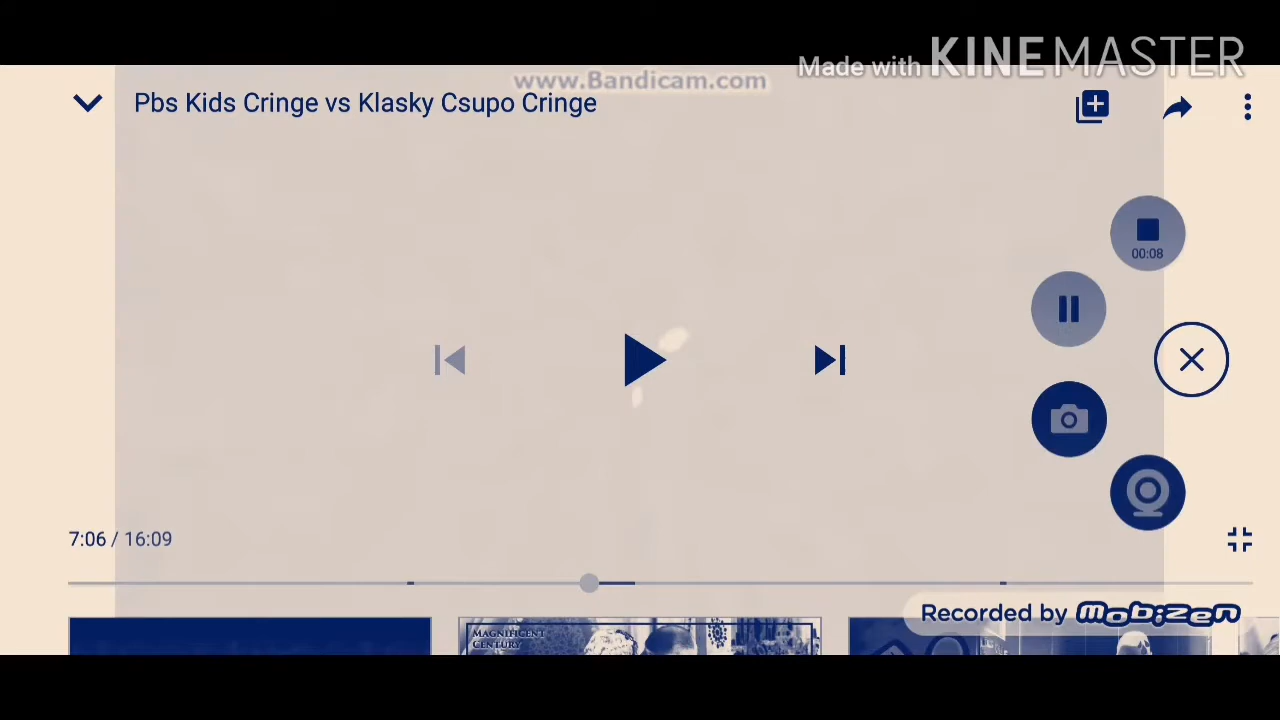 Made with KINEMASTER
www.Bandicam.com
Pbs Kids Cringe vs Klasky Csupo Cringe
00:08
7:06 / 16:09
Recorded by mobizen
MAGNIFICENT
CENTURY